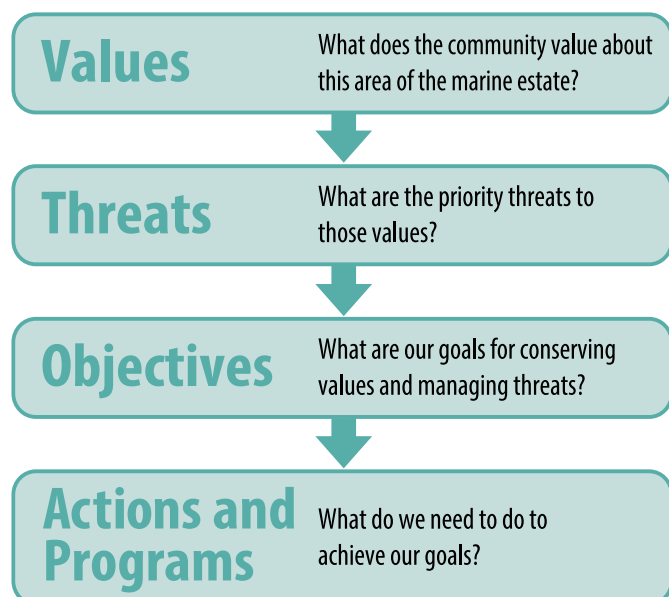 Values
What does the community value about
this area of the marine estate?
Threats
What are the priority threats to
those values?
Objectives
What are our goals for conserving
values and managing threats?
Actions and
Programs
What do we need to do to
achieve our goals?